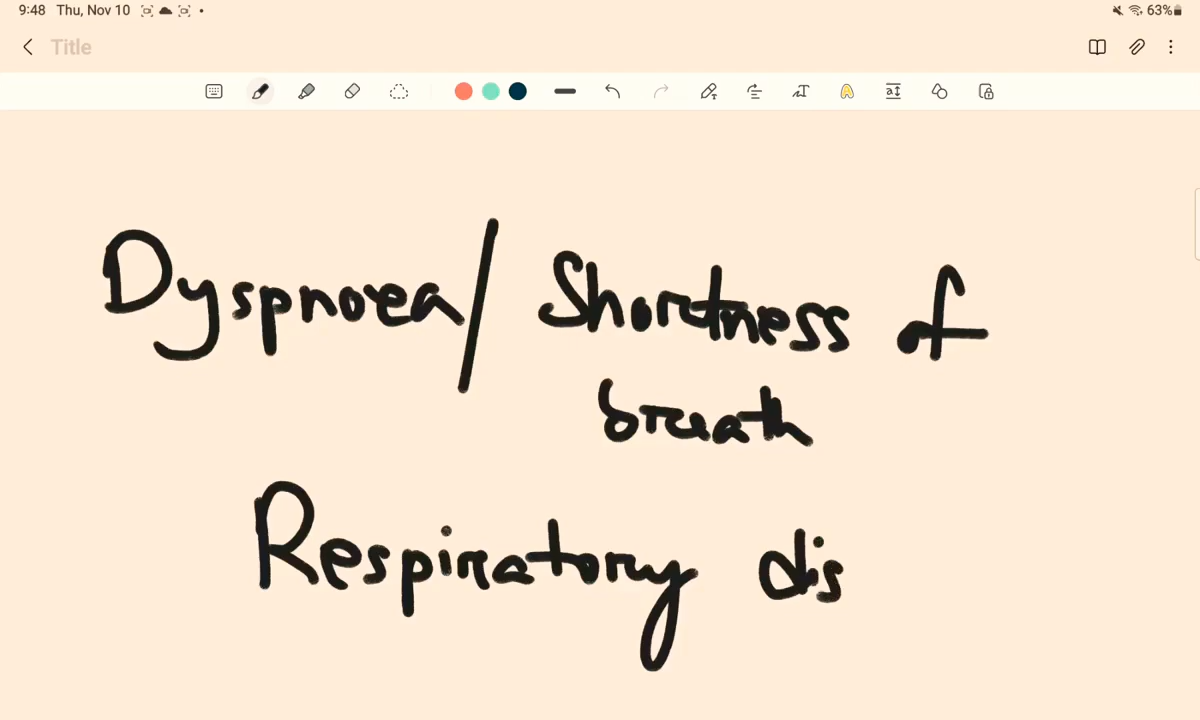 9:48 Thu, Nov 10 63%
Title
Dyspnoea/ Shortness of
breath
Respiratory dis